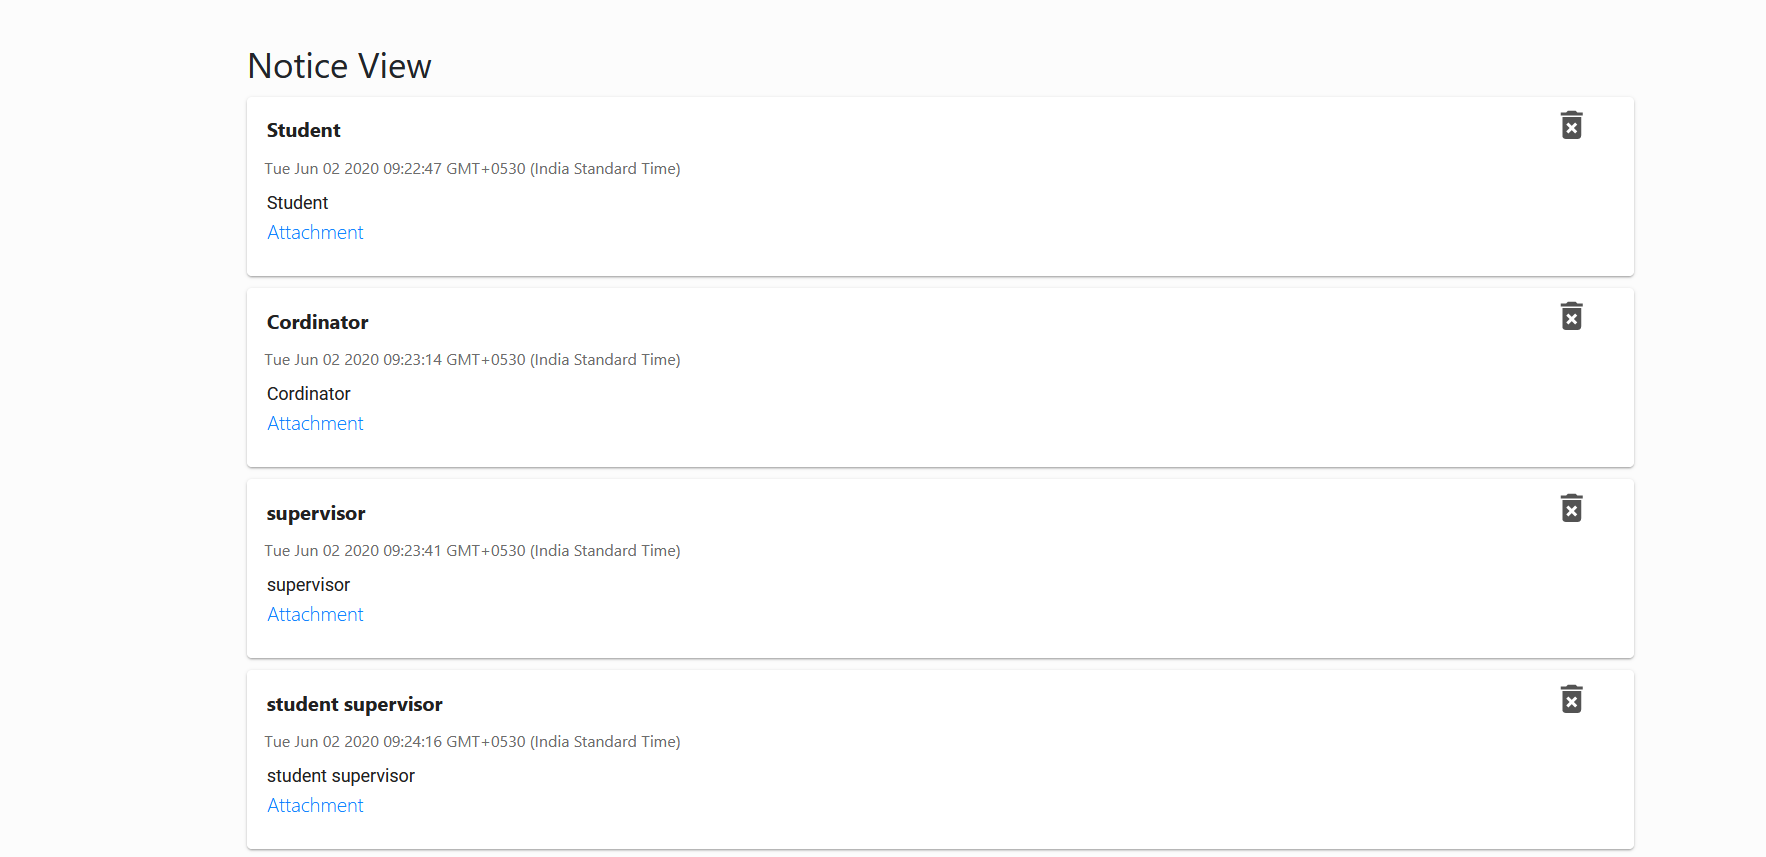 Notice View
Student
Tue Jun 02 2020 09:22:47 GMT+0530 (India Standard Time)
Student
Attachment
Cordinator
Tue Jun 02 2020 09:23:14 GMT+0530 (India Standard Time)
Cordinator
Attachment
supervisor
Tue Jun 02 2020 09:23:41 GMT+0530 (India Standard Time)
supervisor
Attachment
student supervisor
Tue Jun 02 2020 09:24:16 GMT+0530 (India Standard Time)
student supervisor
Attachment